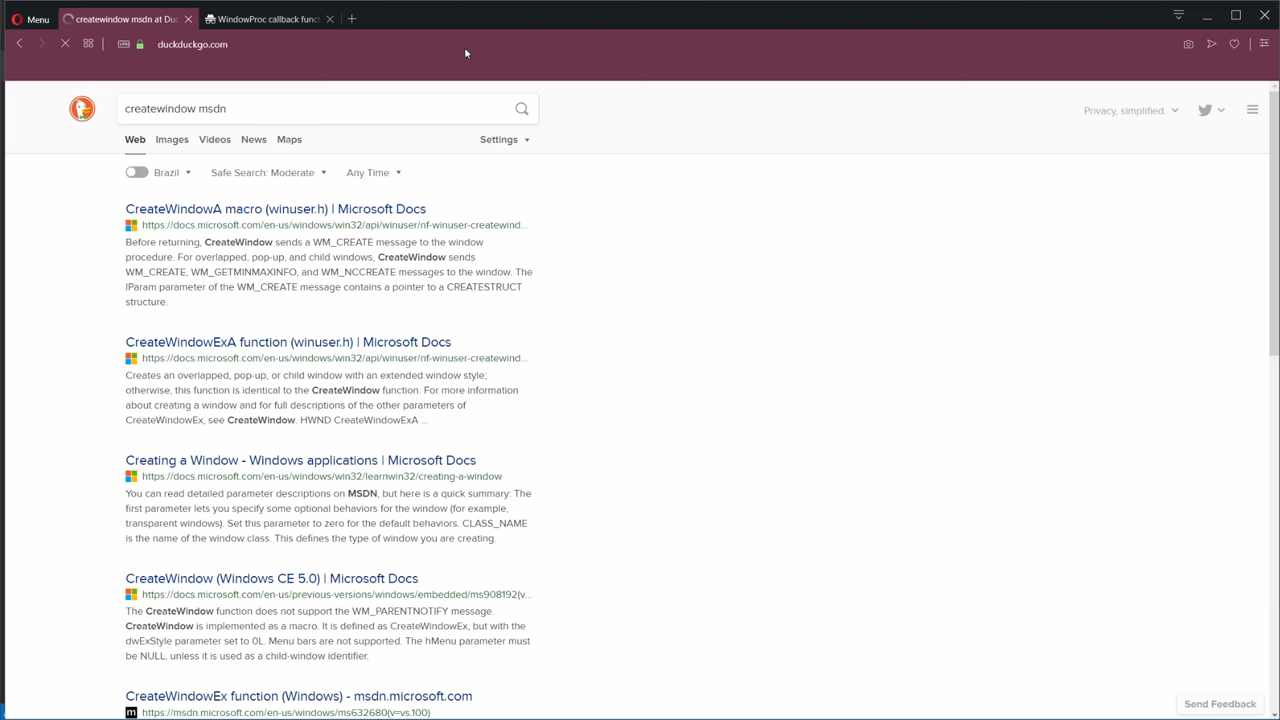 Menu
createwindow msdn at Duc
WindowProc callback funct
VPN
duckduckgo.com
createwindow msdn
Privacy, simplified.
Web
Images
Videos
News
Maps
Settings
Brazil
Safe Search: Moderate
Any Time
CreateWindowA macro (winuser.h) | Microsoft Docs
https://docs.microsoft.com/en-us/windows/win32/api/winuser/nf-winuser-createwind...
Before returning, CreateWindow sends a WM_CREATE message to the window
procedure. For overlapped, pop-up, and child windows, CreateWindow sends
WM_CREATE, WM_GETMINMAXINFO, and WM_NCCREATE messages to the window. The
lParam parameter of the WM_CREATE message contains a pointer to a CREATESTRUCT
structure.
CreateWindowExA function (winuser.h) | Microsoft Docs
https://docs.microsoft.com/en-us/windows/win32/api/winuser/nf-winuser-createwind...
Creates an overlapped, pop-up, or child window with an extended window style;
otherwise, this function is identical to the CreateWindow function. For more information
about creating a window and for full descriptions of the other parameters of
CreateWindowEx, see CreateWindow. HWND CreateWindowExA ...
Creating a Window - Windows applications | Microsoft Docs
https://docs.microsoft.com/en-us/windows/win32/learnwin32/creating-a-window
You can read detailed parameter descriptions on MSDN, but here is a quick summary: The
first parameter lets you specify some optional behaviors for the window (for example,
transparent windows). Set this parameter to zero for the default behaviors. CLASS_NAME
is the name of the window class. This defines the type of window you are creating.
CreateWindow (Windows CE 5.0) | Microsoft Docs
https://docs.microsoft.com/en-us/previous-versions/windows/embedded/ms908192(v...
The CreateWindow function does not support the WM_PARENTNOTIFY message.
CreateWindow is implemented as a macro. It is defined as CreateWindowEx, but with the
dwExStyle parameter set to 0L. Menu bars are not supported. The hMenu parameter must
be NULL, unless it is used as a child-window identifier.
CreateWindowEx function (Windows) - msdn.microsoft.com
m https://msdn.microsoft.com/en-us/windows/ms632680(v=vs.100)
Send Feedback